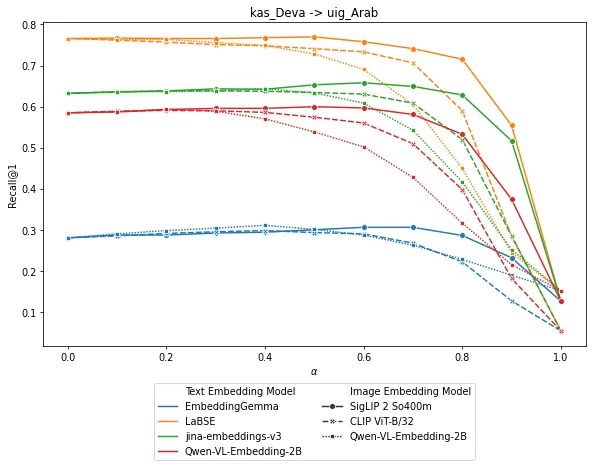 kas_Deva -> uig_Arab
Recall@1
0.8
0.7
0.6
0.5
0.4
0.3
0.2
0.1
0.0 0.2 0.4 0.6 0.8 1.0
α
Text Embedding Model
EmbeddingGemma
LaBSE
jina-embeddings-v3
Qwen-VL-Embedding-2B
Image Embedding Model
SigLIP 2 So400m
CLIP ViT-B/32
Qwen-VL-Embedding-2B